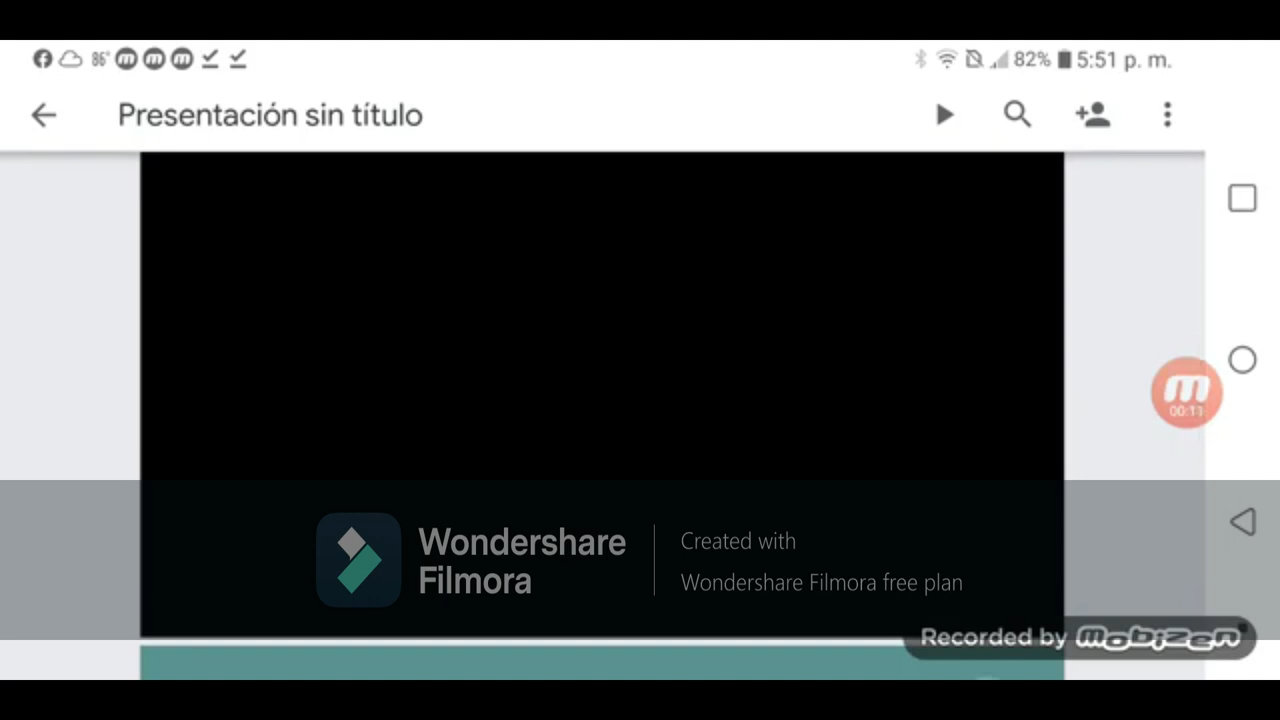 86°
82% 5:51 p. m.
Presentación sin título
00:11
Wondershare
Filmora
Created with
Wondershare Filmora free plan
Recorded by mobizen